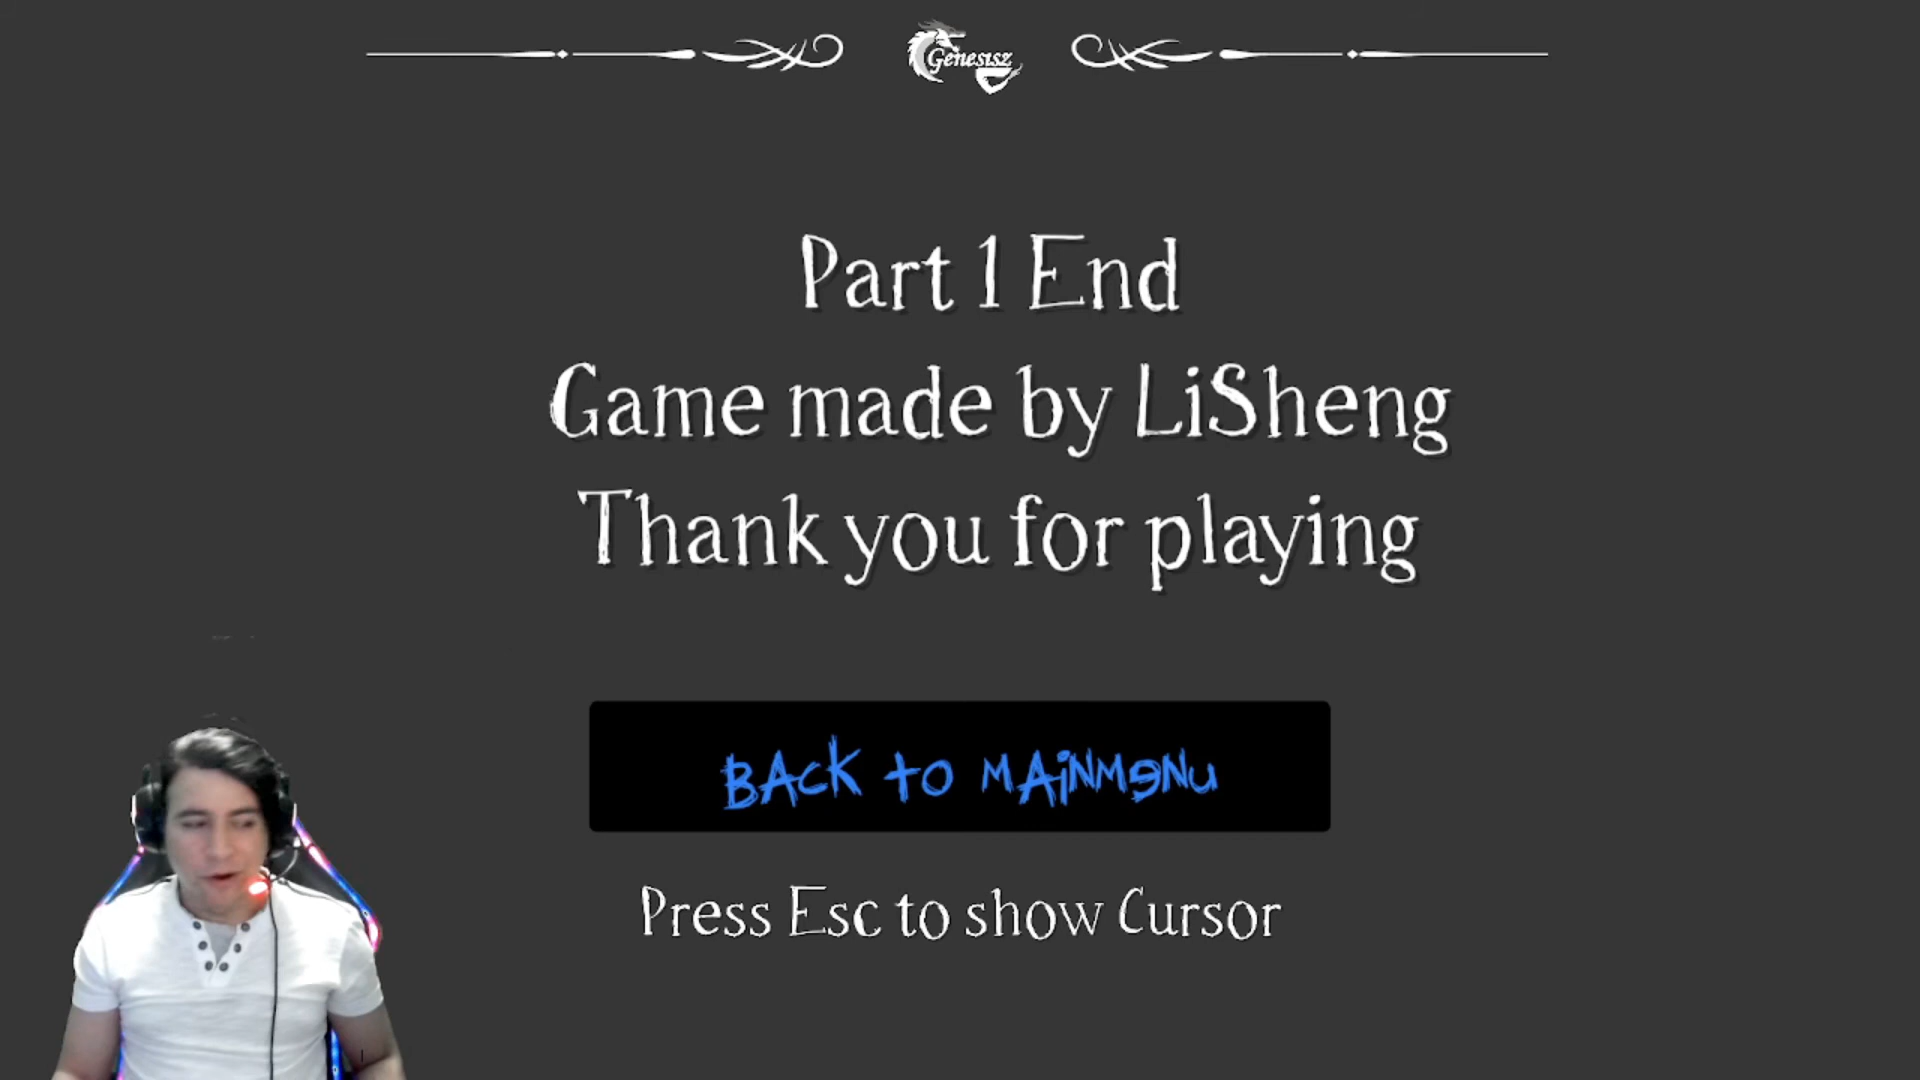 Genesisz
Part 1 End
Game made by LiSheng
Thank you for playing
BACK to MAiNMeNu
Press Esc to show Cursor